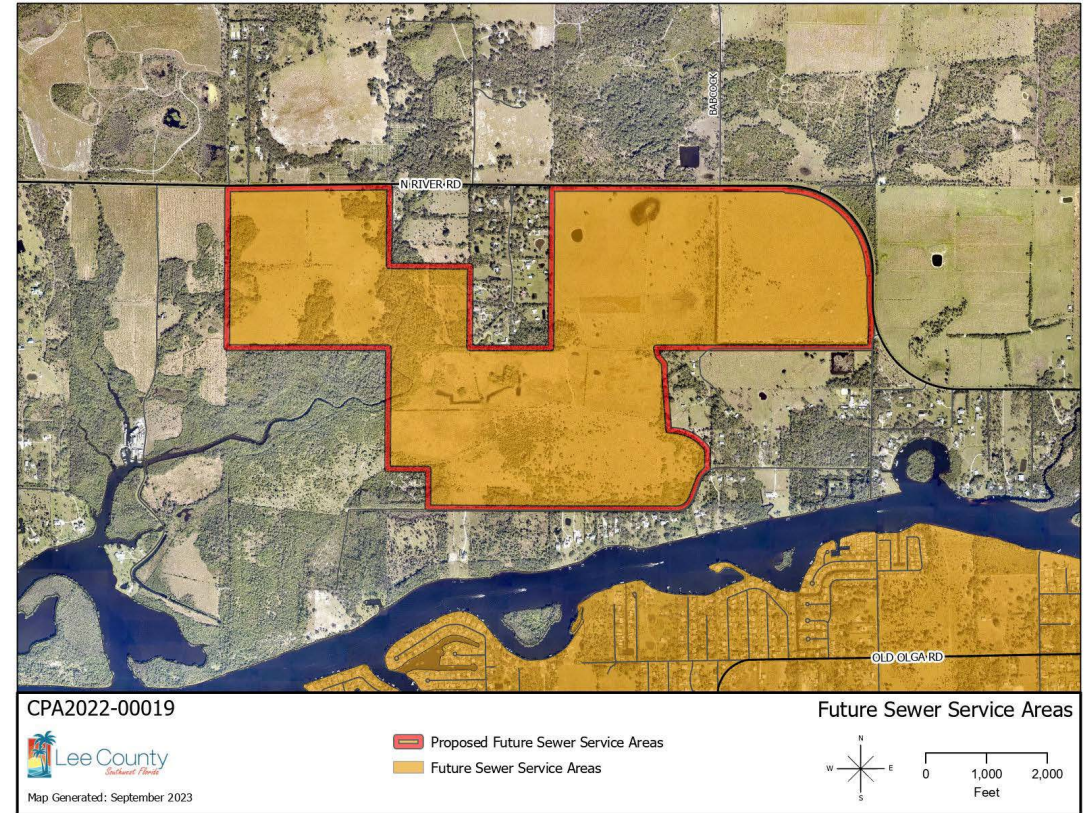 BABCOCK
N RIVER RD
OLD OLGA RD
CPA2022-00019
Future Sewer Service Areas
Lee County
Southwest Florida
Map Generated: September 2023
Proposed Future Sewer Service Areas
Future Sewer Service Areas
N
W E
S
0 1,000 2,000
Feet